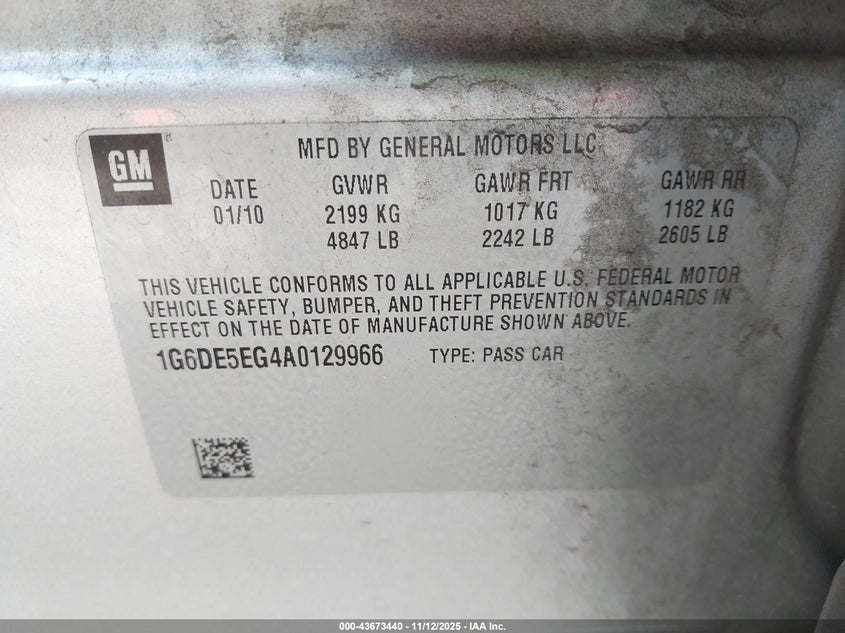 GM®
MFD BY GENERAL MOTORS LLC
DATE GVWR GAWR FRT GAWR RR
01/10 2199 KG 1017 KG 1182 KG
4847 LB 2242 LB 2605 LB
THIS VEHICLE CONFORMS TO ALL APPLICABLE U.S. FEDERAL MOTOR
VEHICLE SAFETY, BUMPER, AND THEFT PREVENTION STANDARDS IN
EFFECT ON THE DATE OF MANUFACTURE SHOWN ABOVE.
1G6DE5EG4A0129966 TYPE: PASS CAR
000-43673440 - 11/12/2025 - IAA Inc.